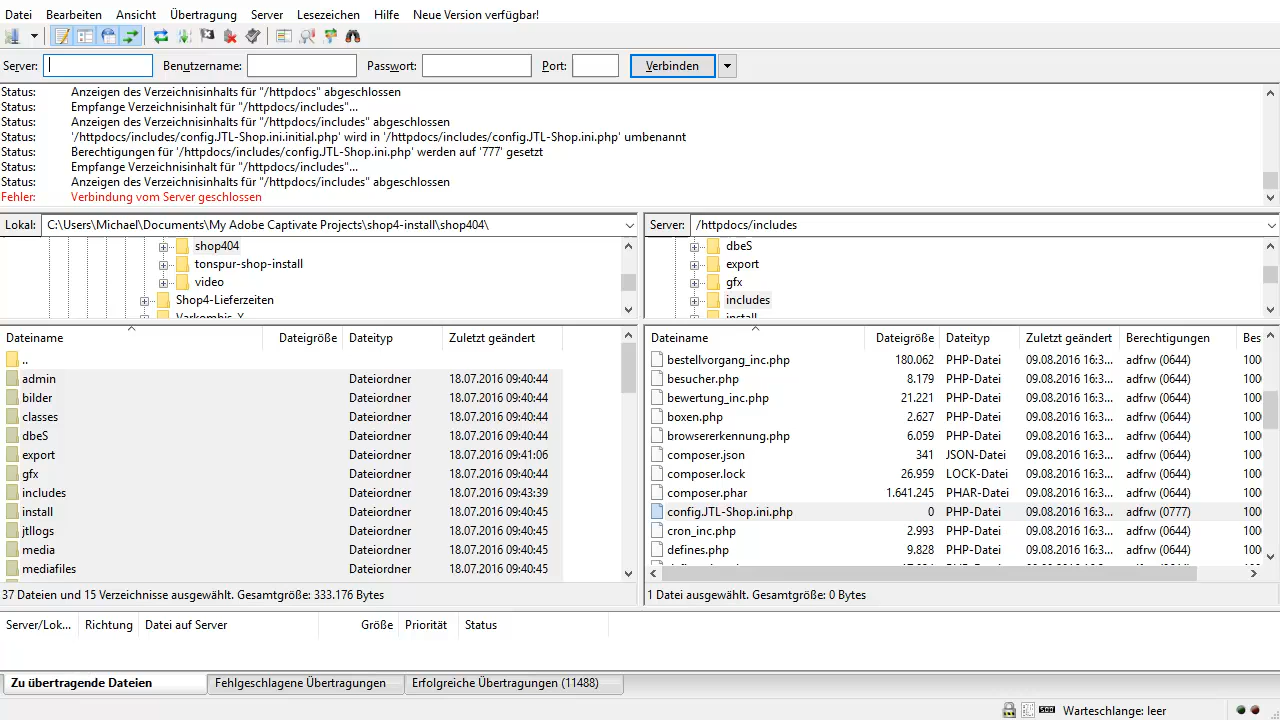 Datei Bearbeiten Ansicht Übertragung Server Lesezeichen Hilfe Neue Version verfügbar!
Server: Benutzername: Passwort: Port: Verbinden
Status: Anzeigen des Verzeichnisinhalts für "/httpdocs" abgeschlossen
Status: Empfange Verzeichnisinhalt für "/httpdocs/includes"...
Status: Anzeigen des Verzeichnisinhalts für "/httpdocs/includes" abgeschlossen
Status: '/httpdocs/includes/config.JTL-Shop.ini.initial.php' wird in '/httpdocs/includes/config.JTL-Shop.ini.php' umbenannt
Status: Berechtigungen für '/httpdocs/includes/config.JTL-Shop.ini.php' werden auf '777' gesetzt
Status: Empfange Verzeichnisinhalt für "/httpdocs/includes"...
Status: Anzeigen des Verzeichnisinhalts für "/httpdocs/includes" abgeschlossen
Fehler: Verbindung vom Server geschlossen
Lokal: C:\Users\Michael\Documents\My Adobe Captivate Projects\shop4-install\shop404\
shop404
tonspur-shop-install
video
Shop4-Lieferzeiten
Varkombis-X
Server: /httpdocs/includes
dbeS
export
gfx
includes
install
Dateiname Dateigröße Dateityp Zuletzt geändert
..
admin Dateiordner 18.07.2016 09:40:44
bilder Dateiordner 18.07.2016 09:40:44
classes Dateiordner 18.07.2016 09:40:44
dbeS Dateiordner 18.07.2016 09:40:44
export Dateiordner 18.07.2016 09:41:06
gfx Dateiordner 18.07.2016 09:40:44
includes Dateiordner 18.07.2016 09:43:39
install Dateiordner 18.07.2016 09:40:45
jtllogs Dateiordner 18.07.2016 09:40:45
media Dateiordner 18.07.2016 09:40:45
mediafiles Dateiordner 18.07.2016 09:40:45
37 Dateien und 15 Verzeichnisse ausgewählt. Gesamtgröße: 333.176 Bytes
Dateiname Dateigröße Dateityp Zuletzt geändert Berechtigungen Bes
bestellvorgang_inc.php 180.062 PHP-Datei 09.08.2016 16:3... adfrw (0644) 100
besucher.php 8.179 PHP-Datei 09.08.2016 16:3... adfrw (0644) 100
bewertung_inc.php 21.221 PHP-Datei 09.08.2016 16:3... adfrw (0644) 100
boxen.php 2.627 PHP-Datei 09.08.2016 16:3... adfrw (0644) 100
browsererkennung.php 6.059 PHP-Datei 09.08.2016 16:3... adfrw (0644) 100
composer.json 341 JSON-Datei 09.08.2016 16:3... adfrw (0644) 100
composer.lock 26.959 LOCK-Datei 09.08.2016 16:3... adfrw (0644) 100
composer.phar 1.641.245 PHAR-Datei 09.08.2016 16:3... adfrw (0644) 100
config.JTL-Shop.ini.php 0 PHP-Datei 09.08.2016 16:3... adfrw (0777) 100
cron_inc.php 2.993 PHP-Datei 09.08.2016 16:3... adfrw (0644) 100
defines.php 9.828 PHP-Datei 09.08.2016 16:3... adfrw (0644) 100
1 Datei ausgewählt. Gesamtgröße: 0 Bytes
Server/Lok... Richtung Datei auf Server Größe Priorität Status
Zu übertragende Dateien Fehlgeschlagene Übertragungen Erfolgreiche Übertragungen (11488)
Warteschlange: leer